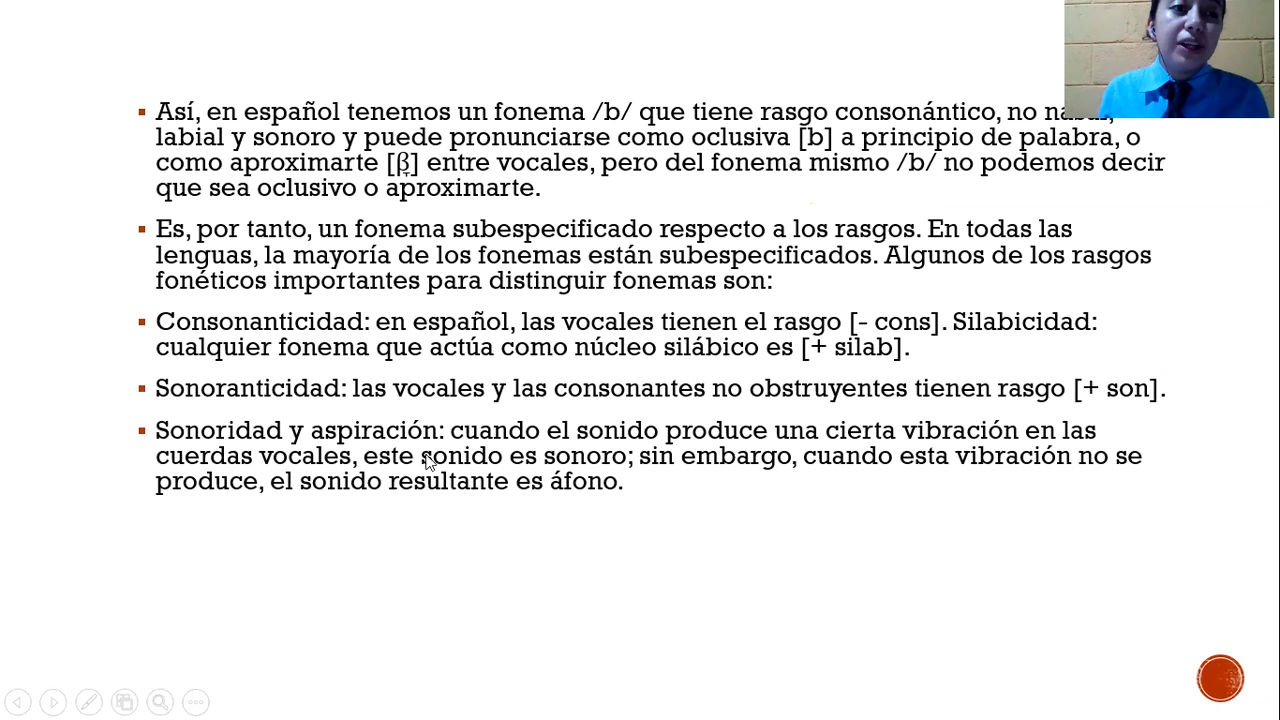 Así, en español tenemos un fonema /b/ que tiene rasgo consonántico, no
labial y sonoro y puede pronunciarse como oclusiva [b] a principio de palabra, o
como aproximarte [β̞] entre vocales, pero del fonema mismo /b/ no podemos decir
que sea oclusivo o aproximarte.
Es, por tanto, un fonema subespecificado respecto a los rasgos. En todas las
lenguas, la mayoría de los fonemas están subespecificados. Algunos de los rasgos
fonéticos importantes para distinguir fonemas son:
Consonanticidad: en español, las vocales tienen el rasgo [- cons]. Silabicidad:
cualquier fonema que actúa como núcleo silábico es [+ silab].
Sonoranticidad: las vocales y las consonantes no obstruyentes tienen rasgo [+ son].
Sonoridad y aspiración: cuando el sonido produce una cierta vibración en las
cuerdas vocales, este sonido es sonoro; sin embargo, cuando esta vibración no se
produce, el sonido resultante es áfono.